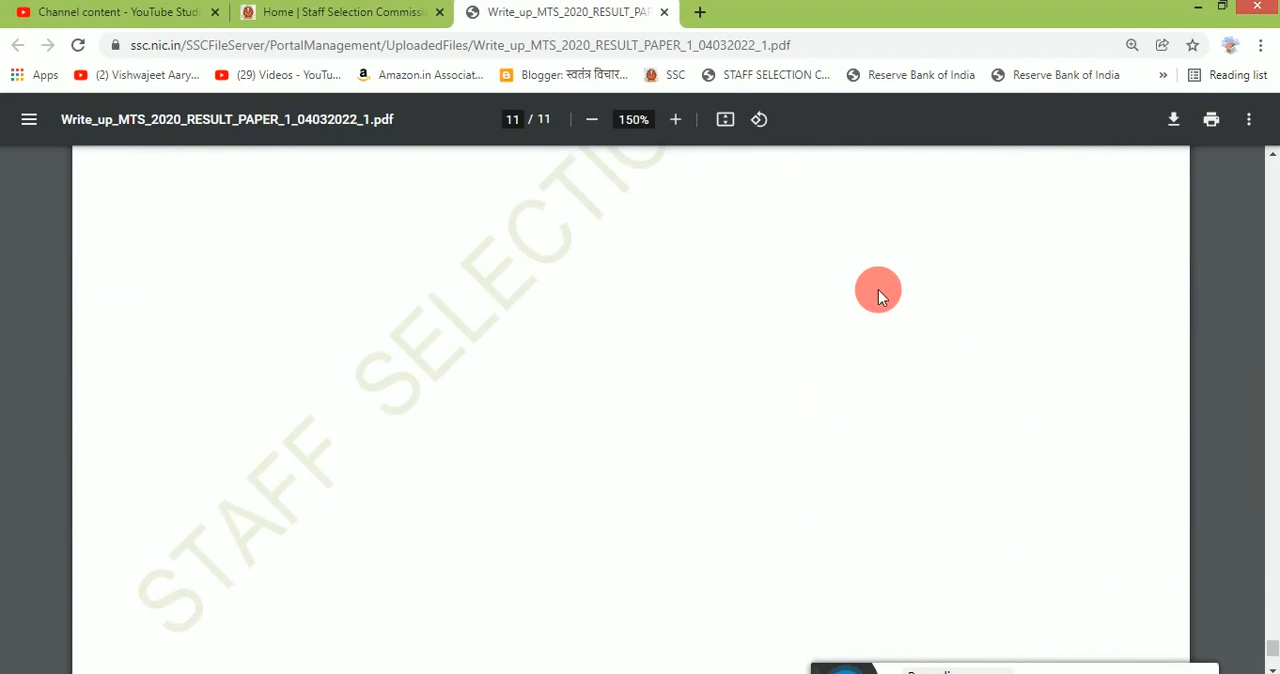 Channel content - YouTube Stud
Home | Staff Selection Commissi
Write_up_MTS_2020_RESULT_PAP
ssc.nic.in/SSCFileServer/PortalManagement/UploadedFiles/Write_up_MTS_2020_RESULT_PAPER_1_04032022_1.pdf
Apps
(2) Vishwajeet Aary...
(29) Videos - YouTu...
Amazon.in Associat...
Blogger: स्वतंत्र विचार...
SSC
STAFF SELECTION C...
Reserve Bank of India
Reserve Bank of India
»
Reading list
Write_up_MTS_2020_RESULT_PAPER_1_04032022_1.pdf
11 / 11
150%
STAFF SELECTIO